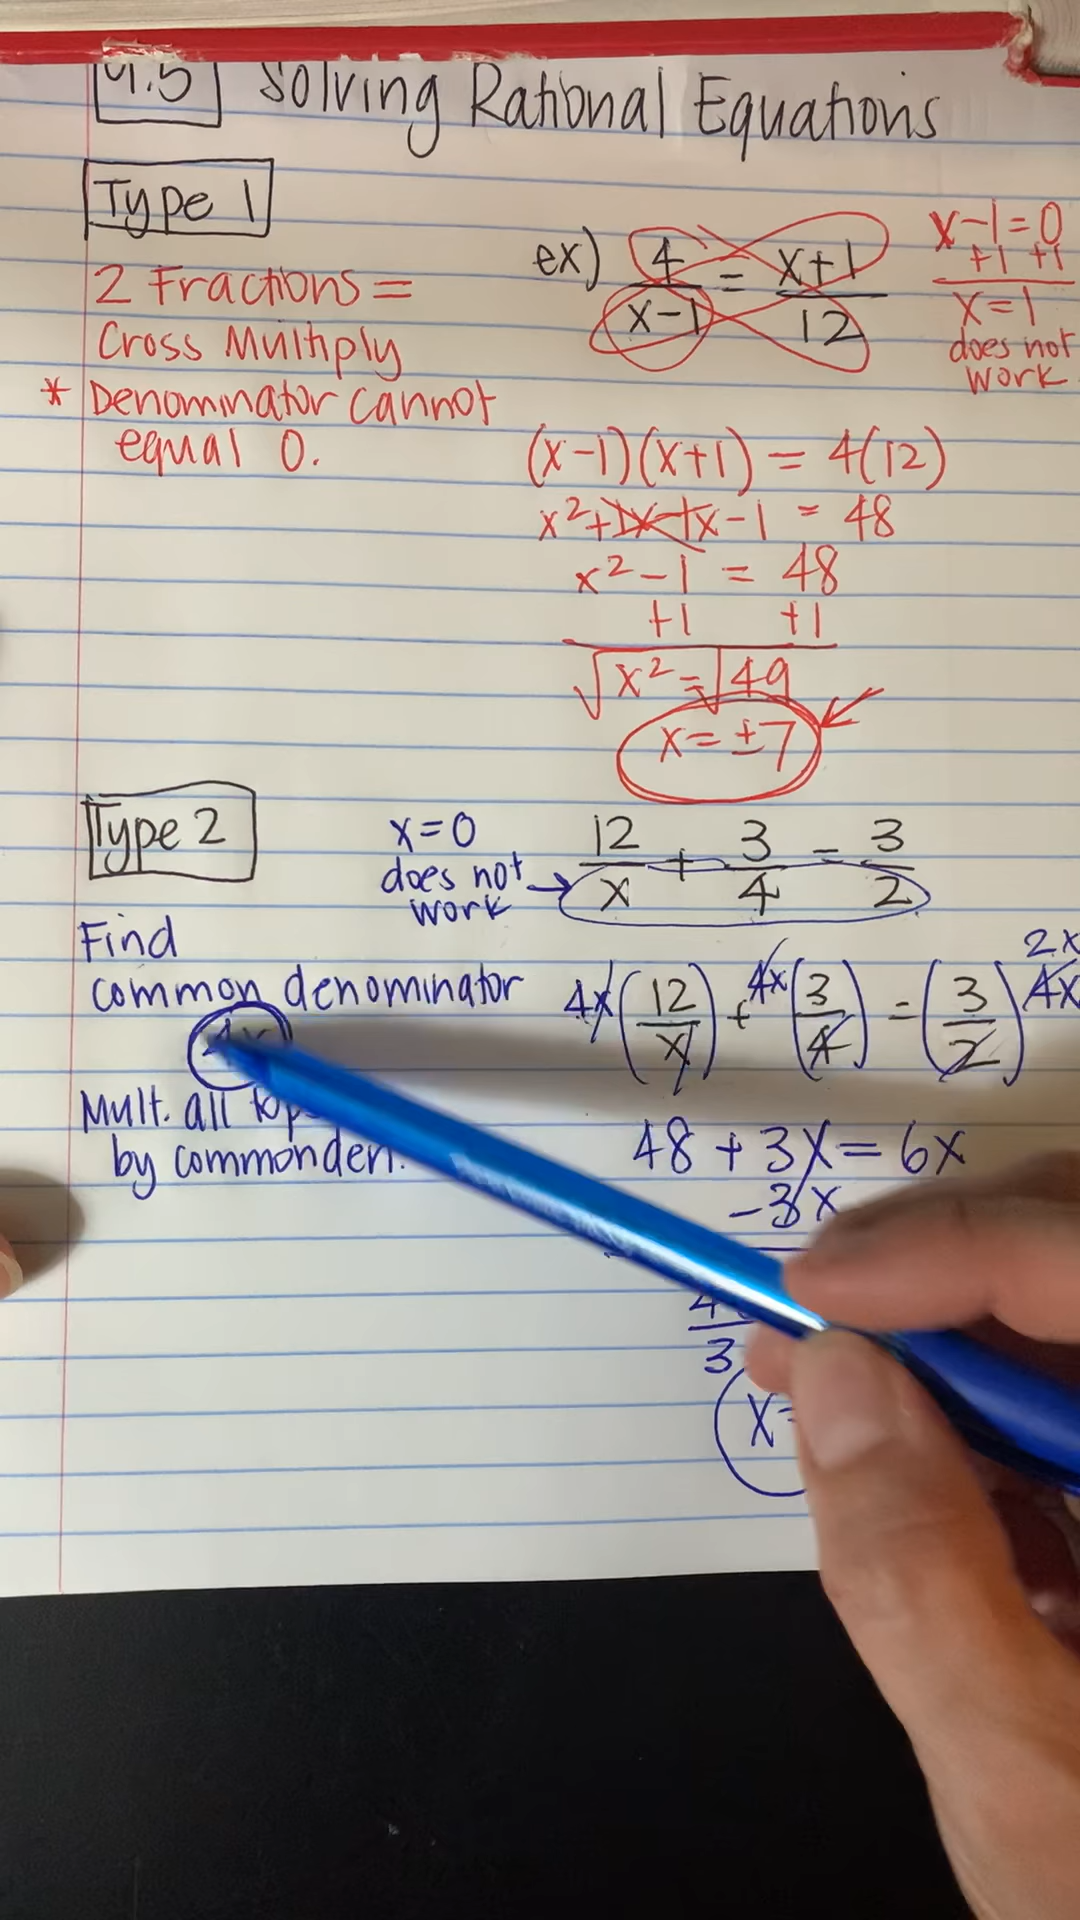 4.5 Solving Rational Equations
Type 1
2 Fractions =
Cross Multiply
* Denominator cannot
equal 0.
ex) 4/x-1 = x+1/12
x-1=0
+1 +1
x=1
does not
work.
(x-1)(x+1) = 4(12)
x²+1x-1x-1 = 48
x²-1 = 48
+1 +1
√x² = √49
x = ±7
Type 2
x=0
does not
work
12/x + 3/4 = 3/2
Find
common denominator
4x
Mult. all tops
by common den.
4x(12/x) + 4x(3/4) = (3/2)4x
2x
48 + 3x = 6x
-3x
3
x=